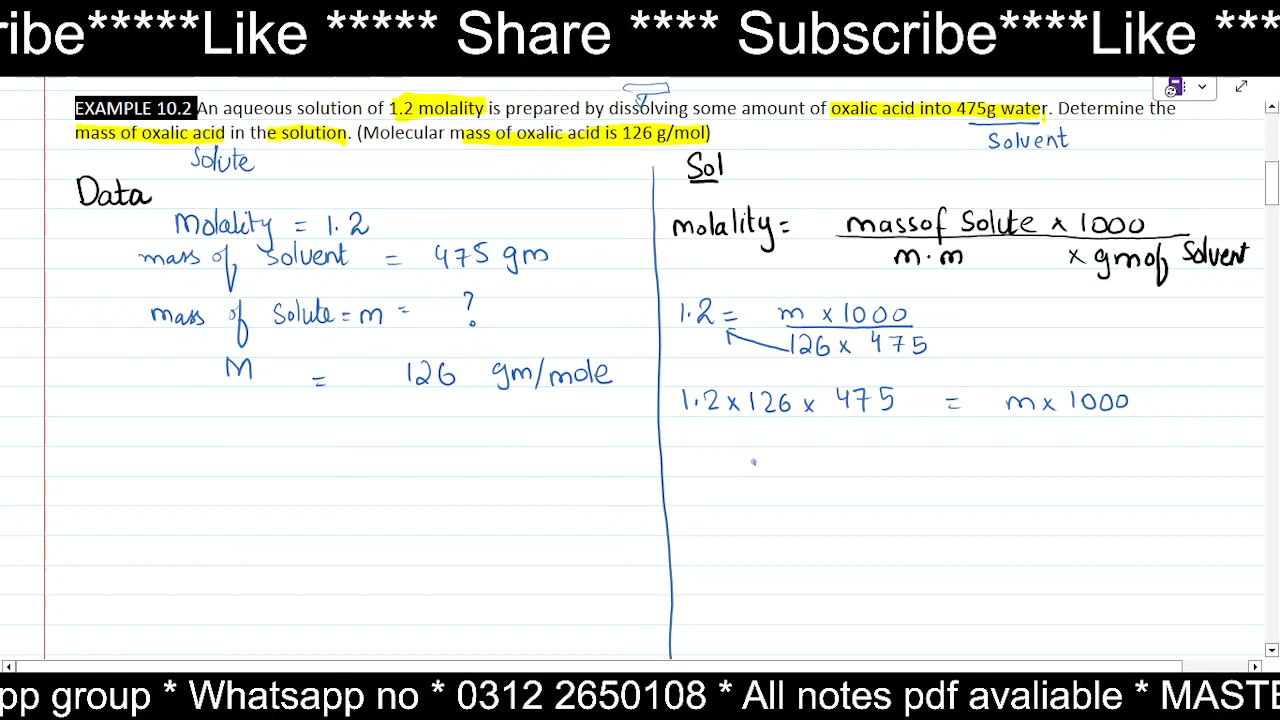 ribe*****Like ***** Share **** Subscribe****Like ***
EXAMPLE 10.2 An aqueous solution of 1.2 molality is prepared by dissolving some amount of oxalic acid into 475g water. Determine the
mass of oxalic acid in the solution. (Molecular mass of oxalic acid is 126 g/mol)
Solvent
Solute
Data
Molality = 1.2
mass of Solvent = 475 gm
mass of Solute = m = ?
M = 126 gm/mole
Sol
molality = mass of Solute x 1000
m.m x gm of Solvent
1.2 = m x 1000
126 x 475
1.2 x 126 x 475 = m x 1000
pp group * Whatsapp no * 0312 2650108 * All notes pdf avaliable * MASTE